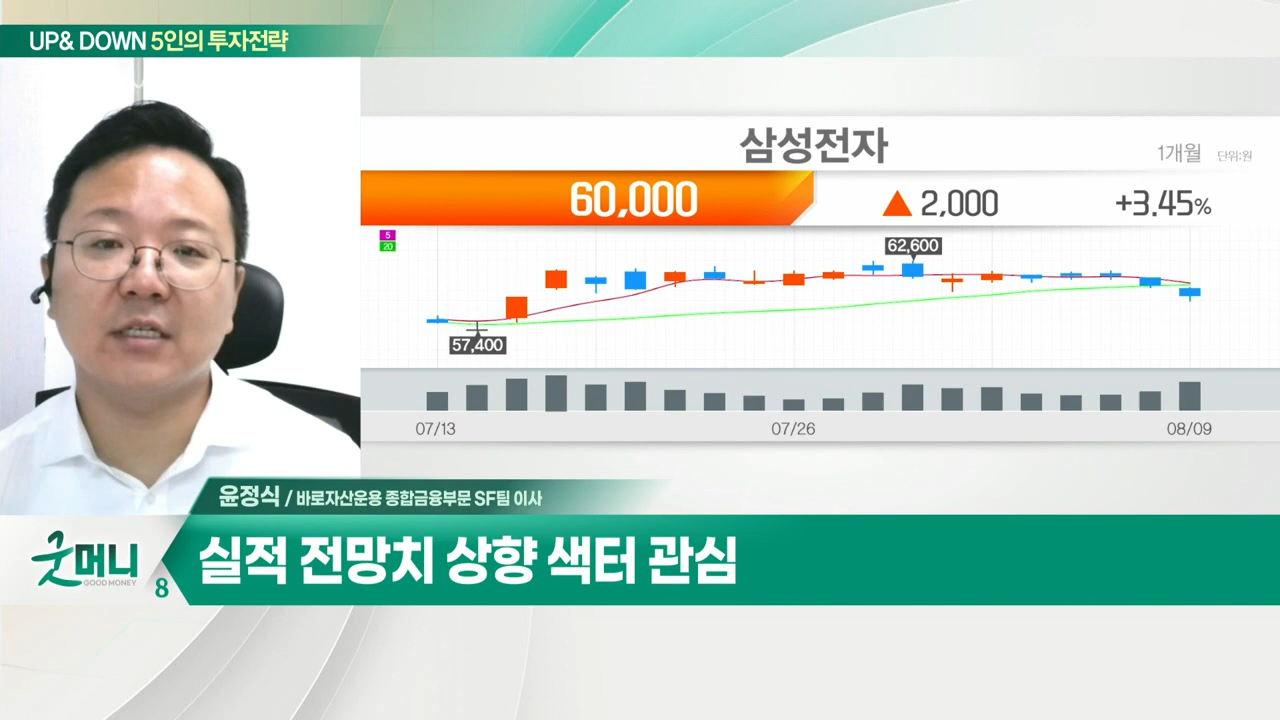 UP& DOWN 5인의 투자전략
삼성전자
1개월 단위:원
60,000 ▲ 2,000 +3.45%
5
20
62,600
57,400
07/13 07/26 08/09
윤정식 / 바로자산운용 종합금융부문 SF팀 이사
굿머니
GOOD MONEY
8
실적 전망치 상향 색터 관심